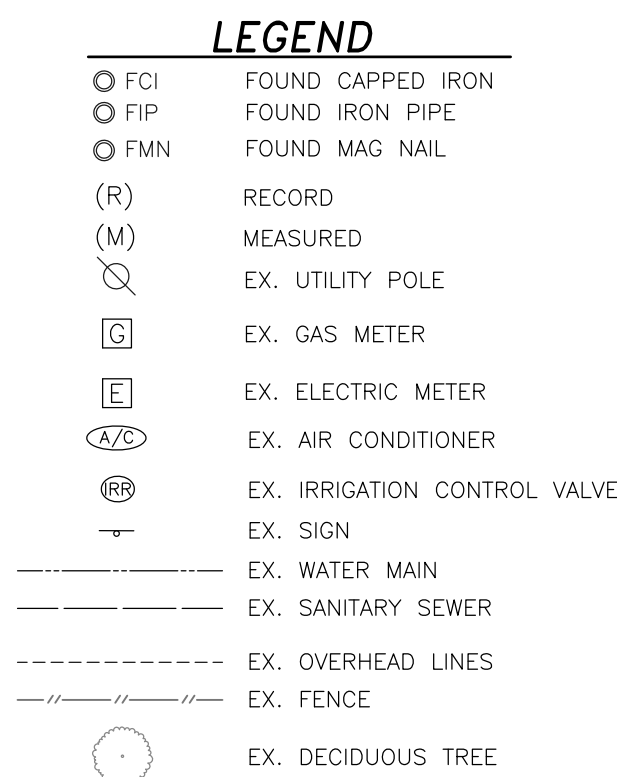 LEGEND
FCI FOUND CAPPED IRON
FIP FOUND IRON PIPE
FMN FOUND MAG NAIL
(R) RECORD
(M) MEASURED
EX. UTILITY POLE
G EX. GAS METER
E EX. ELECTRIC METER
A/C EX. AIR CONDITIONER
IRR EX. IRRIGATION CONTROL VALVE
EX. SIGN
EX. WATER MAIN
EX. SANITARY SEWER
EX. OVERHEAD LINES
EX. FENCE
EX. DECIDUOUS TREE